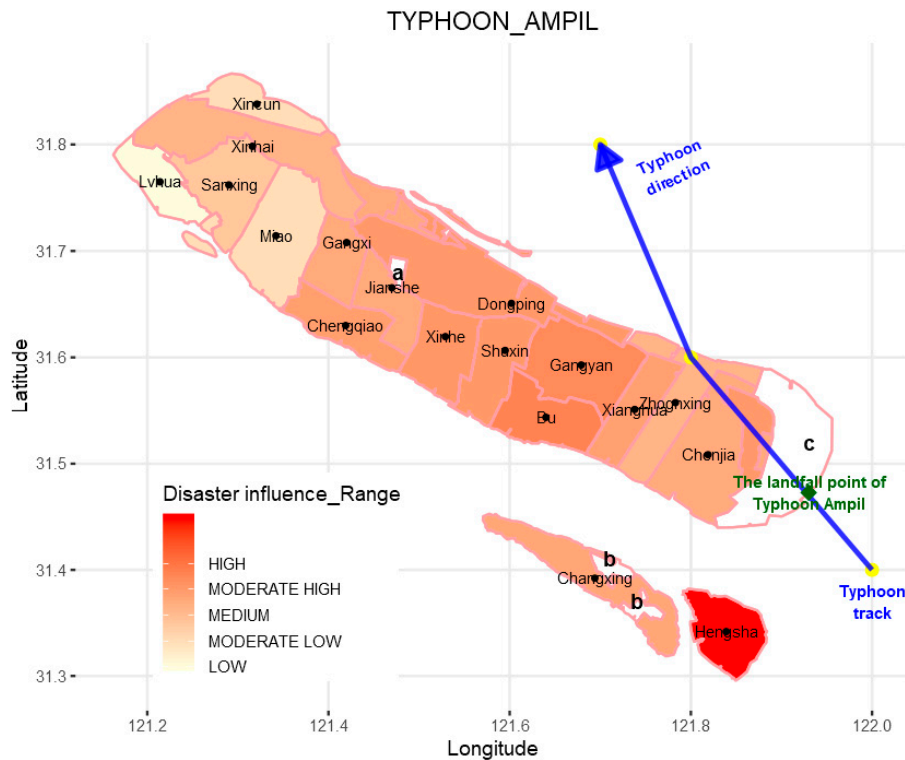 TYPHOON_AMPIL
Latitude
31.8
31.7
31.6
31.5
31.4
31.3
Xincun
Xinhai
Lvhua
Sanxing
Miao
Gangxi
a
Jianshe
Chengqiao
Dongping
Xinhe
Shuxin
Gangyan
Bu
Xianghua
Zhognxing
Chenjia
c
Typhoon
direction
The landfall point of
Typhoon Ampil
b
Changxing
b
Hengsha
Typhoon
track
Disaster influence_Range
HIGH
MODERATE HIGH
MEDIUM
MODERATE LOW
LOW
121.2
121.4
121.6
121.8
122.0
Longitude